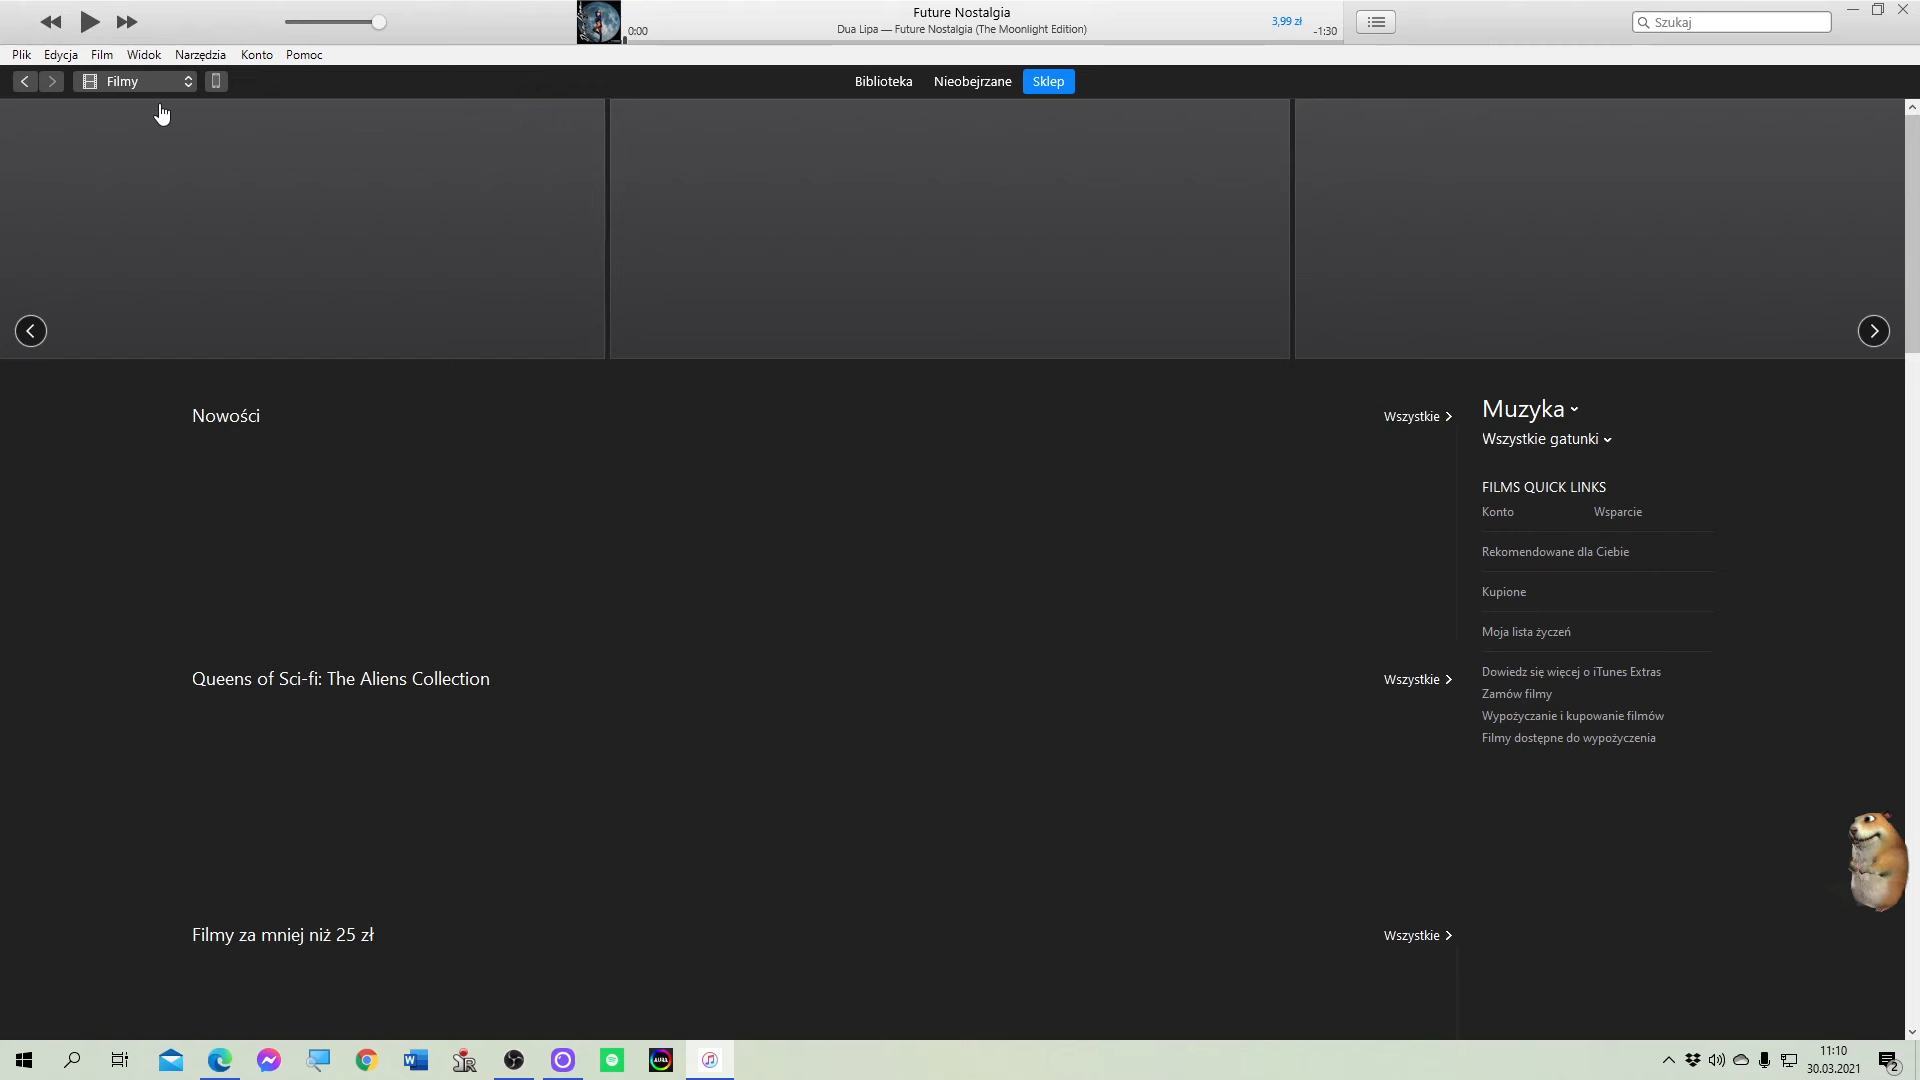 Future Nostalgia
Dua Lipa — Future Nostalgia (The Moonlight Edition)
0:00
3,99 zł
-1:30
Szukaj
Plik Edycja Film Widok Narzędzia Konto Pomoc
Filmy
Biblioteka Nieobejrzane Sklep
Nowości
Wszystkie
Muzyka
Wszystkie gatunki
FILMS QUICK LINKS
Konto Wsparcie
Rekomendowane dla Ciebie
Kupione
Moja lista życzeń
Queens of Sci-fi: The Aliens Collection
Wszystkie
Dowiedz się więcej o iTunes Extras
Zamów filmy
Wypożyczanie i kupowanie filmów
Filmy dostępne do wypożyczenia
Filmy za mniej niż 25 zł
Wszystkie
AURA
11:10
30.03.2021
2